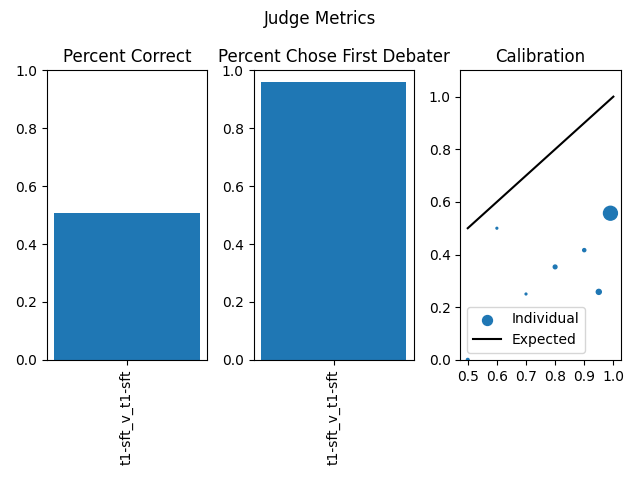 Judge Metrics
Percent Correct
1.0
0.8
0.6
0.4
0.2
0.0
t1-sft_v_t1-sft
Percent Chose First Debater
1.0
0.8
0.6
0.4
0.2
0.0
t1-sft_v_t1-sft
Calibration
1.0
0.8
0.6
0.4
0.2
0.0
Individual
Expected
0.5 0.6 0.7 0.8 0.9 1.0